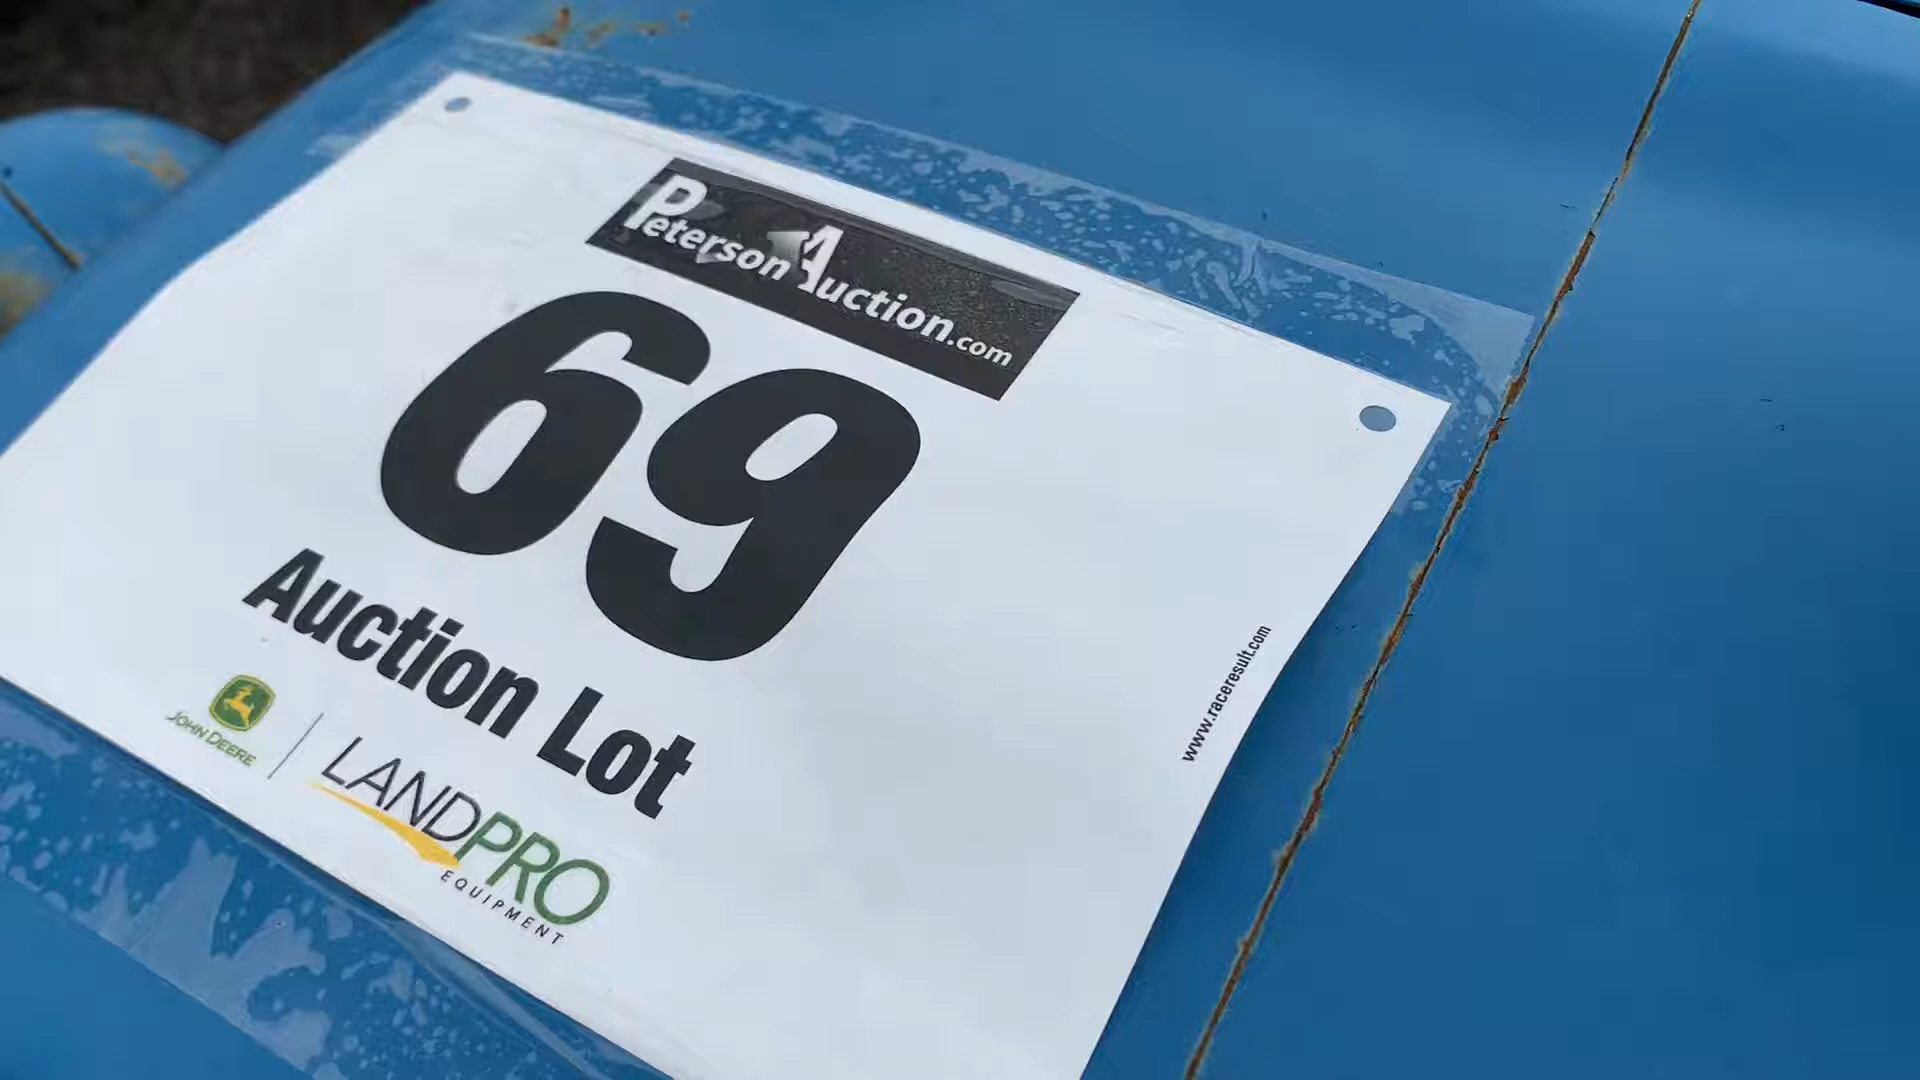 PetersonAuction.com
69
Auction Lot
JOHN DEERE
LANDPRO
EQUIPMENT
www.raceresult.com